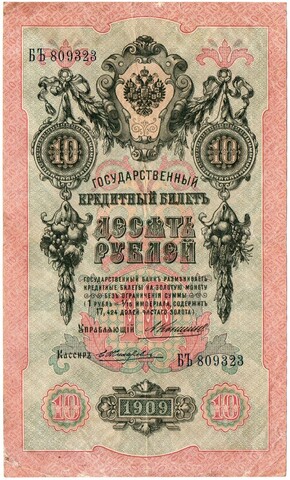 БЪ 809323
10 10
ГОСУДАРСТВЕННЫЙ
КРЕДИТНЫЙ БИЛЕТЪ
ДЕСЯТЬ
РУБЛЕЙ
ГОСУДАРСТВЕННЫЙ БАНКЪ РАЗМѢНИВАЕТЪ
КРЕДИТНЫЕ БИЛЕТЫ НА ЗОЛОТУЮ МОНЕТУ
БЕЗЪ ОГРАНИЧЕНІЯ СУММЫ
(1 РУБЛЬ = 1/15 ИМПЕРІАЛА, СОДЕРЖИТЪ
17,424 ДОЛЕЙ ЧИСТАГО ЗОЛОТА)
Управляющій
Кассиръ
БЪ 809323
10 1909 10